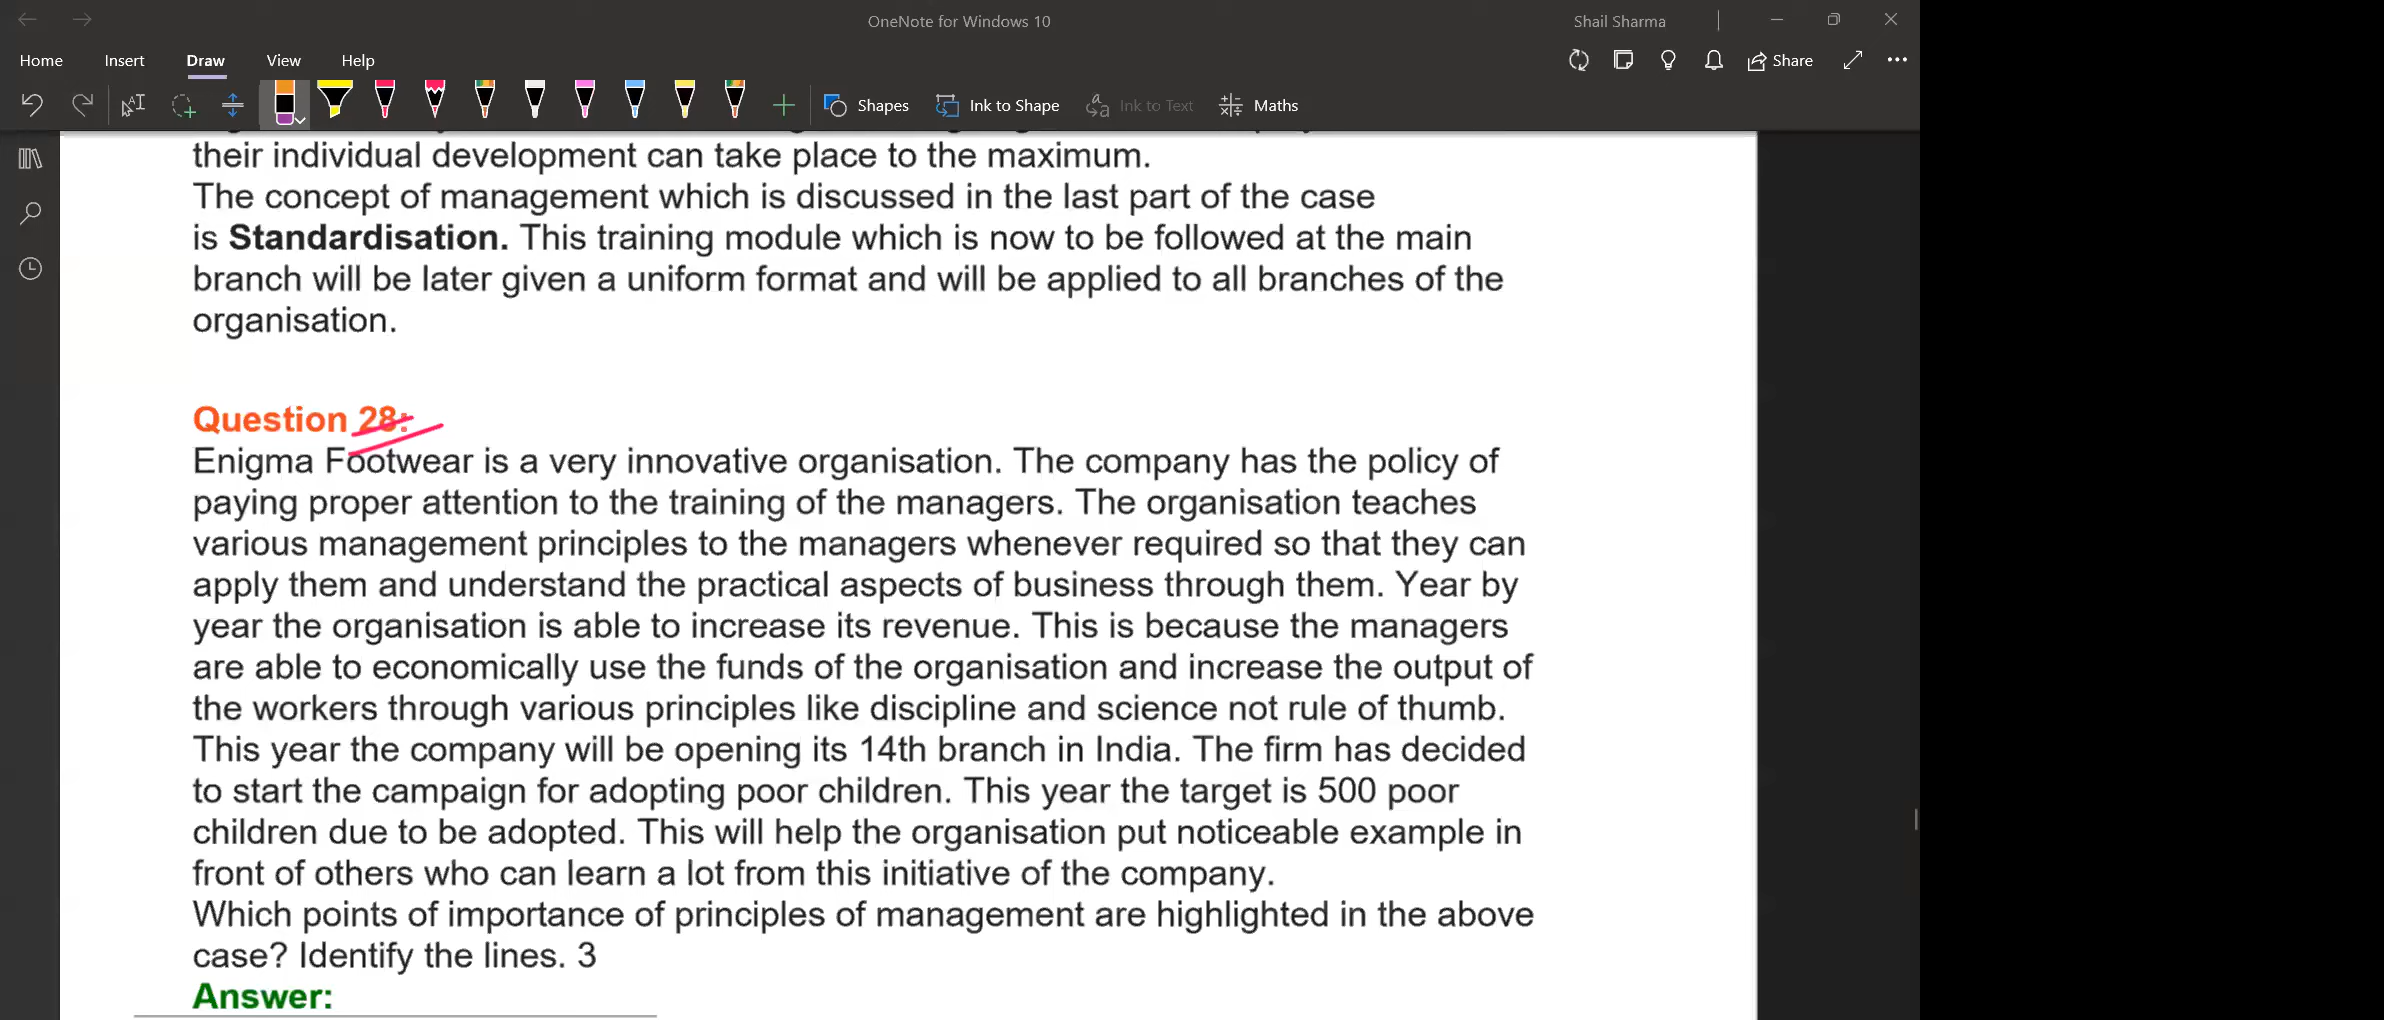 OneNote for Windows 10
Shail Sharma
Home Insert Draw View Help
Share
Shapes Ink to Shape Ink to Text Maths
their individual development can take place to the maximum.
The concept of management which is discussed in the last part of the case
is Standardisation. This training module which is now to be followed at the main
branch will be later given a uniform format and will be applied to all branches of the
organisation.
Question 28:
Enigma Footwear is a very innovative organisation. The company has the policy of
paying proper attention to the training of the managers. The organisation teaches
various management principles to the managers whenever required so that they can
apply them and understand the practical aspects of business through them. Year by
year the organisation is able to increase its revenue. This is because the managers
are able to economically use the funds of the organisation and increase the output of
the workers through various principles like discipline and science not rule of thumb.
This year the company will be opening its 14th branch in India. The firm has decided
to start the campaign for adopting poor children. This year the target is 500 poor
children due to be adopted. This will help the organisation put noticeable example in
front of others who can learn a lot from this initiative of the company.
Which points of importance of principles of management are highlighted in the above
case? Identify the lines. 3
Answer: